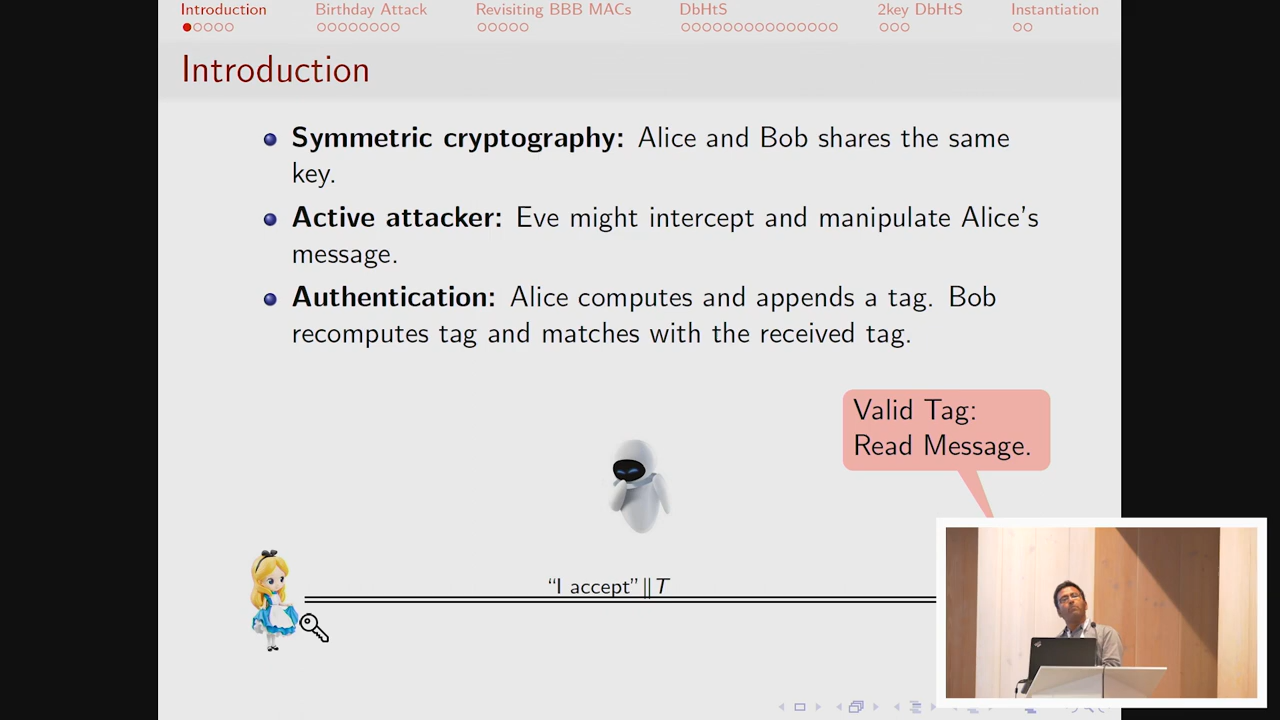 Introduction Birthday Attack Revisiting BBB MACs DbHtS 2key DbHtS Instantiation
Introduction
Symmetric cryptography: Alice and Bob shares the same
key.
Active attacker: Eve might intercept and manipulate Alice's
message.
Authentication: Alice computes and appends a tag. Bob
recomputes tag and matches with the received tag.
Valid Tag:
Read Message.
“I accept” || T